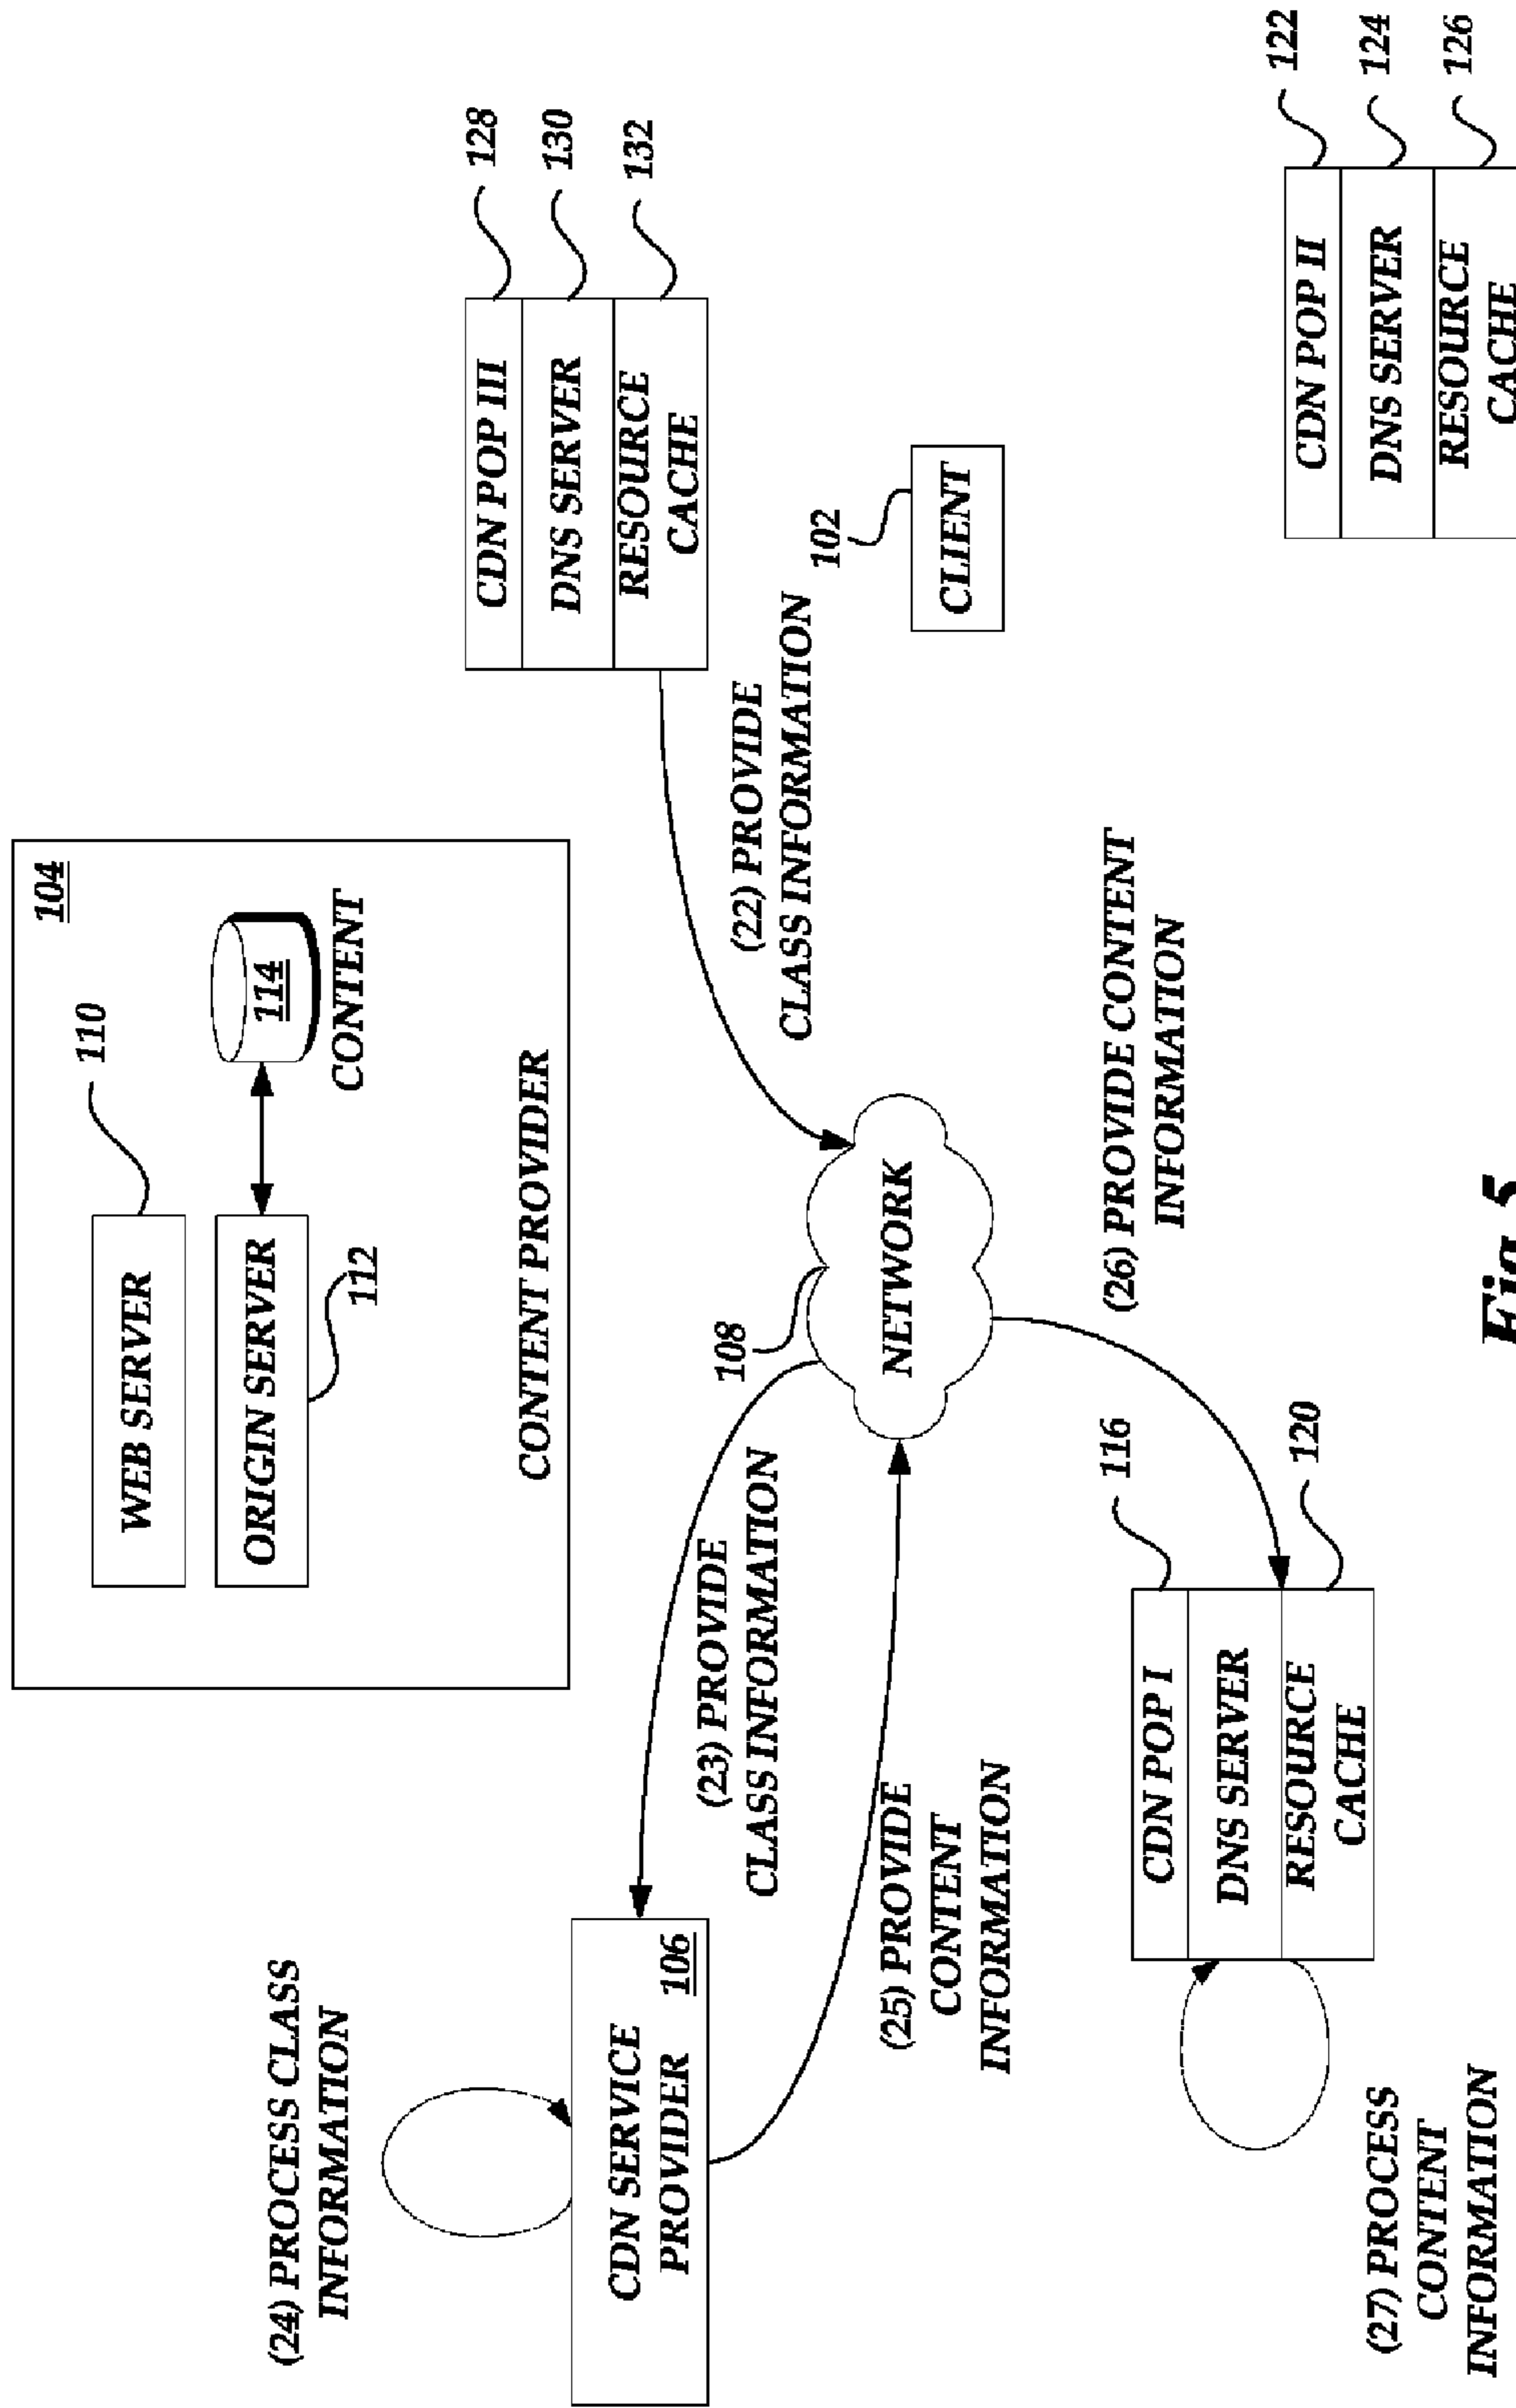 104
WEB SERVER
110
ORIGIN SERVER
112
114
CONTENT
CONTENT PROVIDER
(24) PROCESS CLASS
INFORMATION
CDN SERVICE
PROVIDER
106
(23) PROVIDE
CLASS INFORMATION
(25) PROVIDE
CONTENT
INFORMATION
108
NETWORK
(22) PROVIDE
CLASS INFORMATION
CDN POP III
128
DNS SERVER
130
RESOURCE
CACHE
132
102
CLIENT
(26) PROVIDE CONTENT
INFORMATION
116
CDN POP I
DNS SERVER
RESOURCE
CACHE
120
(27) PROCESS
CONTENT
INFORMATION
CDN POP II
122
DNS SERVER
124
RESOURCE
CACHE
126
Fig. 5